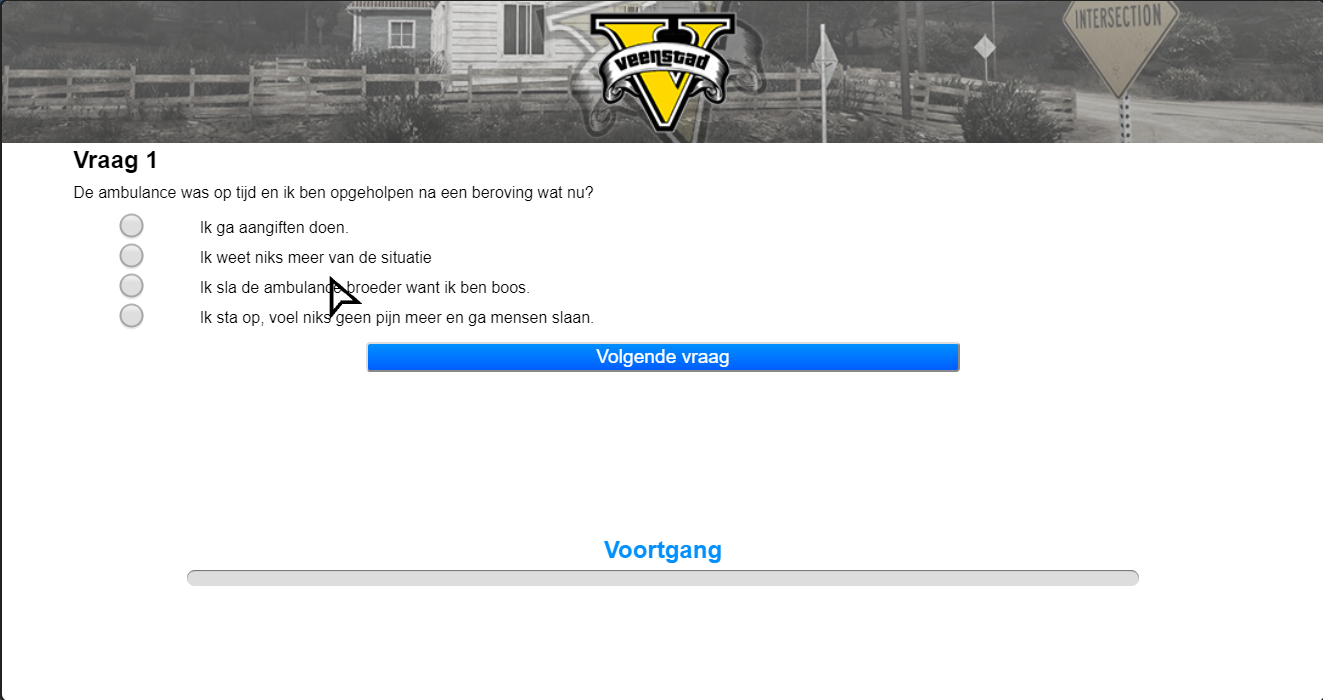 INTERSECTION
veenstad
Vraag 1
De ambulance was op tijd en ik ben opgeholpen na een beroving wat nu?
Ik ga aangiften doen.
Ik weet niks meer van de situatie
Ik sla de ambulance broeder want ik ben boos.
Ik sta op, voel niks geen pijn meer en ga mensen slaan.
Volgende vraag
Voortgang